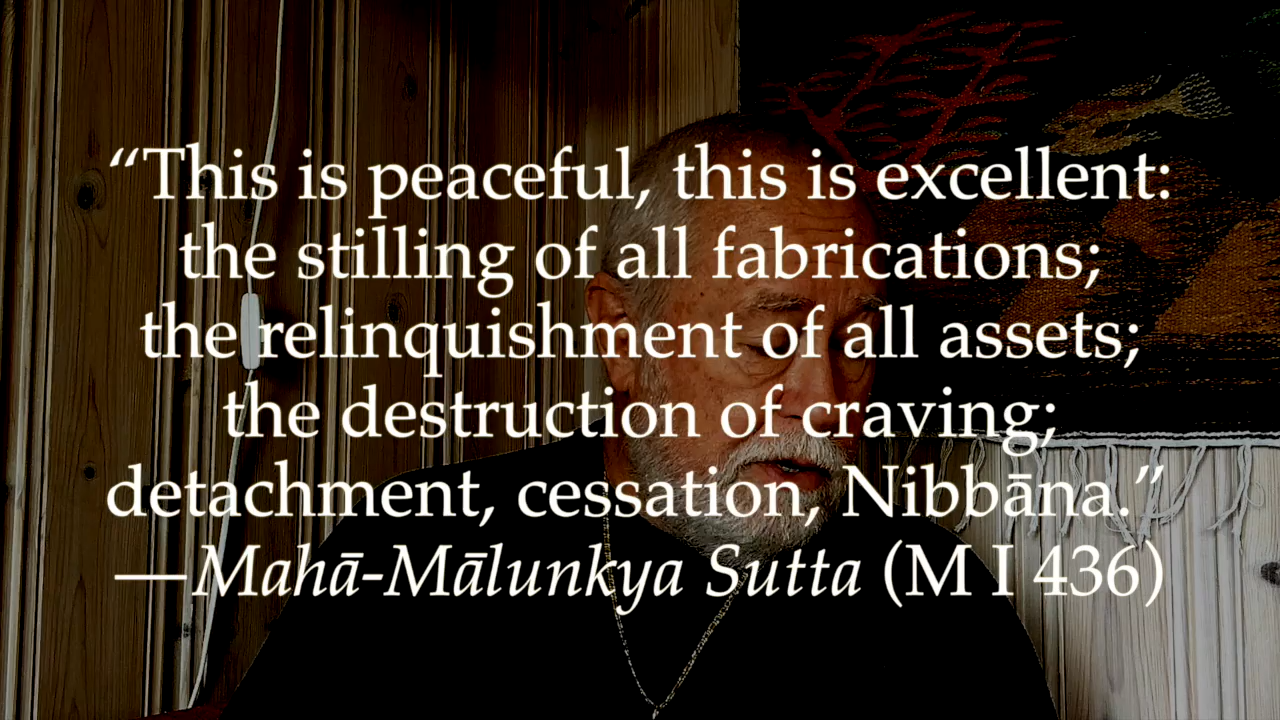 “This is peaceful, this is excellent:
the stilling of all fabrications;
the relinquishment of all assets;
the destruction of craving;
detachment, cessation, Nibbāna.”
—Mahā-Mālunkya Sutta (M I 436)